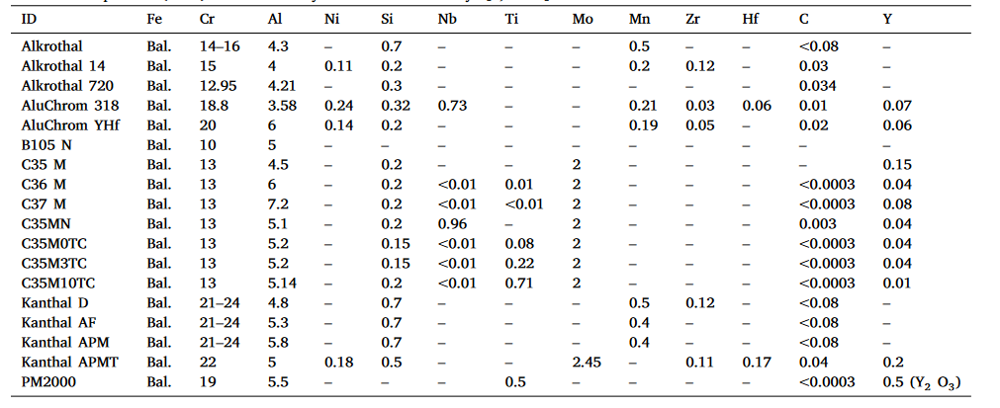 ID Fe Cr Al Ni Si Nb Ti Mo Mn Zr Hf C Y
Alkrothal Bal. 14–16 4.3 – 0.7 – – – 0.5 – – <0.08 –
Alkrothal 14 Bal. 15 4 0.11 0.2 – – – 0.2 0.12 – 0.03 –
Alkrothal 720 Bal. 12.95 4.21 – 0.3 – – – – – – 0.034 –
AluChrom 318 Bal. 18.8 3.58 0.24 0.32 0.73 – – 0.21 0.03 0.06 0.01 0.07
AluChrom YHf Bal. 20 6 0.14 0.2 – – – 0.19 0.05 – 0.02 0.06
B105 N Bal. 10 5 – – – – – – – – – –
C35 M Bal. 13 4.5 – 0.2 – – 2 – – – – 0.15
C36 M Bal. 13 6 – 0.2 <0.01 0.01 2 – – – <0.0003 0.04
C37 M Bal. 13 7.2 – 0.2 <0.01 <0.01 2 – – – <0.0003 0.08
C35MN Bal. 13 5.1 – 0.2 0.96 – 2 – – – 0.003 0.04
C35M0TC Bal. 13 5.2 – 0.15 <0.01 0.08 2 – – – <0.0003 0.04
C35M3TC Bal. 13 5.2 – 0.15 <0.01 0.22 2 – – – <0.0003 0.04
C35M10TC Bal. 13 5.14 – 0.2 <0.01 0.71 2 – – – <0.0003 0.01
Kanthal D Bal. 21–24 4.8 – 0.7 – – – 0.5 0.12 – <0.08 –
Kanthal AF Bal. 21–24 5.3 – 0.7 – – – 0.4 – – <0.08 –
Kanthal APM Bal. 21–24 5.8 – 0.7 – – – 0.4 – – <0.08 –
Kanthal APMT Bal. 22 5 0.18 0.5 – – 2.45 – 0.11 0.17 0.04 0.2
PM2000 Bal. 19 5.5 – – – 0.5 – – – – <0.0003 0.5 (Y₂ O₃)